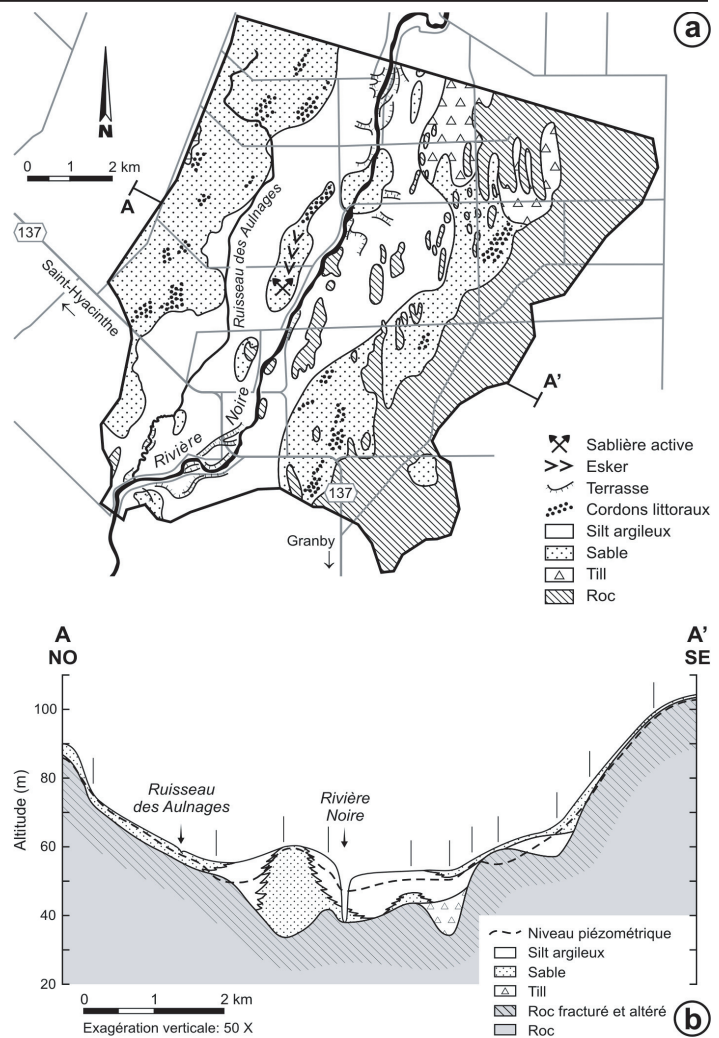 a
N
0 1 2 km
A
137
Saint-Hyacinthe
Ruisseau des Aulnages
A'
Rivière Noire
137
Granby
Sablière active
Esker
Terrasse
Cordons littoraux
Silt argileux
Sable
Till
Roc
A
NO
A'
SE
100
80
60
40
20
Altitude (m)
Ruisseau
des Aulnages
Rivière
Noire
0 1 2 km
Exagération verticale: 50 X
Niveau piézométrique
Silt argileux
Sable
Till
Roc fracturé et altéré
Roc
b